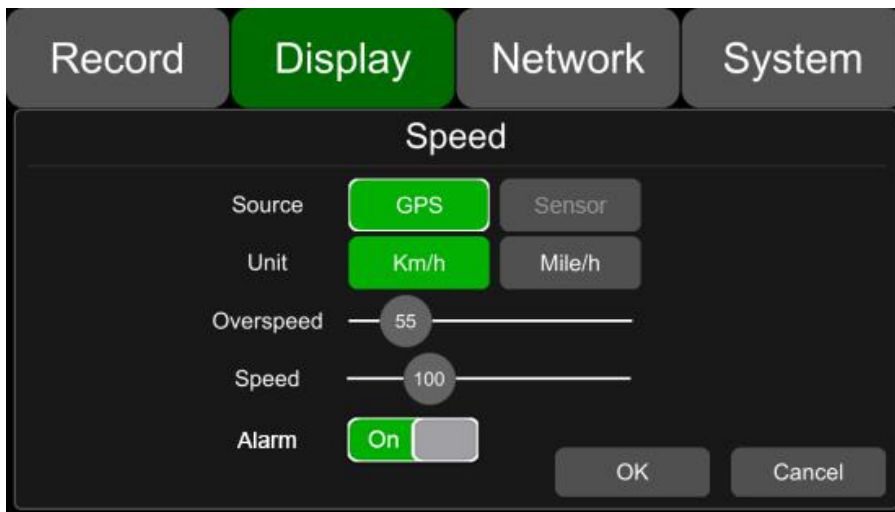 Record Display Network System
Speed
Source GPS Sensor
Unit Km/h Mile/h
Overspeed 55
Speed 100
Alarm On
OK Cancel